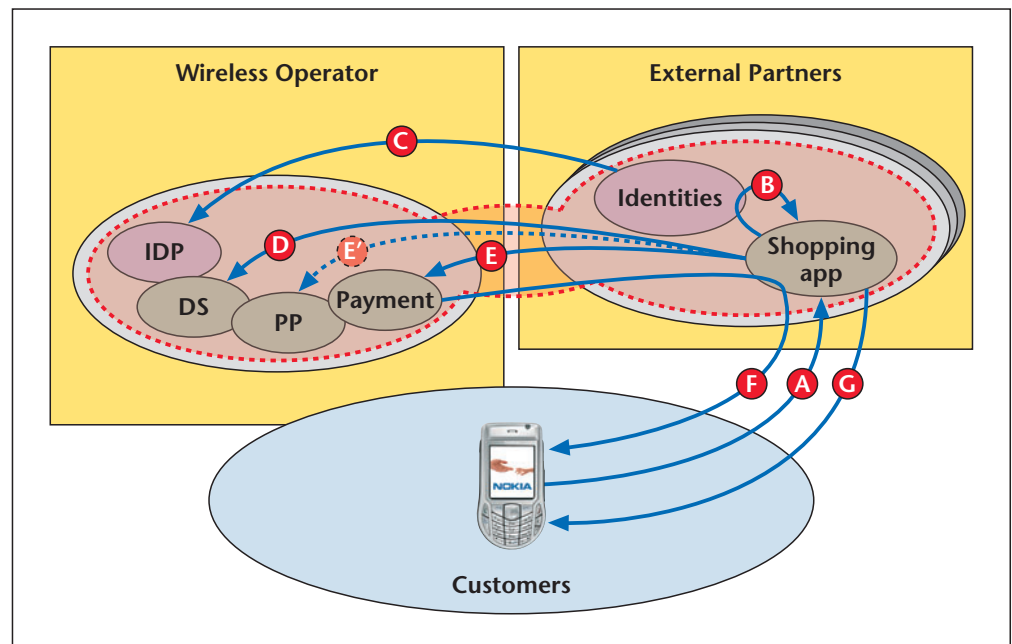 Wireless Operator
External Partners
C
Identities
B
IDP
D
E′
E
Shopping
app
DS
PP
Payment
F
A
G
NOKIA
Customers